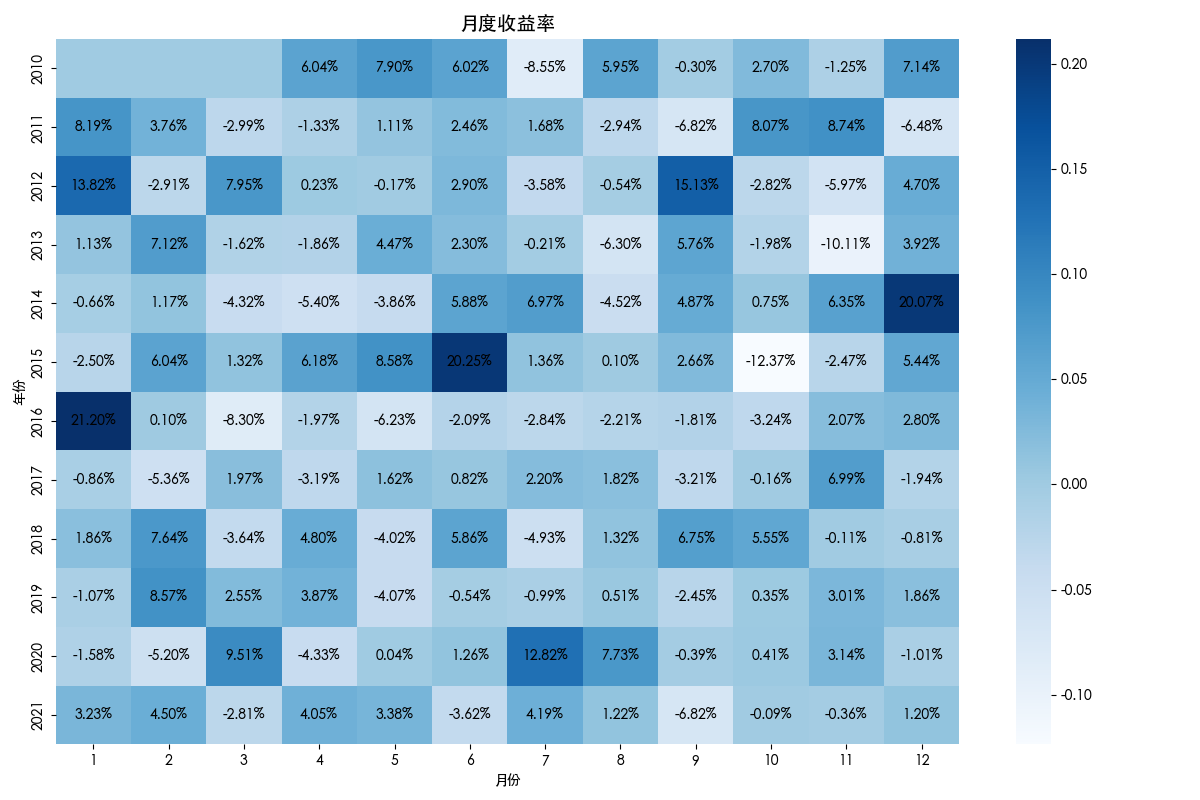 月度收益率
2010 6.04% 7.90% 6.02% -8.55% 5.95% -0.30% 2.70% -1.25% 7.14%
2011 8.19% 3.76% -2.99% -1.33% 1.11% 2.46% 1.68% -2.94% -6.82% 8.07% 8.74% -6.48%
2012 13.82% -2.91% 7.95% 0.23% -0.17% 2.90% -3.58% -0.54% 15.13% -2.82% -5.97% 4.70%
2013 1.13% 7.12% -1.62% -1.86% 4.47% 2.30% -0.21% -6.30% 5.76% -1.98% -10.11% 3.92%
2014 -0.66% 1.17% -4.32% -5.40% -3.86% 5.88% 6.97% -4.52% 4.87% 0.75% 6.35% 20.07%
2015 -2.50% 6.04% 1.32% 6.18% 8.58% 20.25% 1.36% 0.10% 2.66% -12.37% -2.47% 5.44%
年份
2016 21.20% 0.10% -8.30% -1.97% -6.23% -2.09% -2.84% -2.21% -1.81% -3.24% 2.07% 2.80%
2017 -0.86% -5.36% 1.97% -3.19% 1.62% 0.82% 2.20% 1.82% -3.21% -0.16% 6.99% -1.94%
2018 1.86% 7.64% -3.64% 4.80% -4.02% 5.86% -4.93% 1.32% 6.75% 5.55% -0.11% -0.81%
2019 -1.07% 8.57% 2.55% 3.87% -4.07% -0.54% -0.99% 0.51% -2.45% 0.35% 3.01% 1.86%
2020 -1.58% -5.20% 9.51% -4.33% 0.04% 1.26% 12.82% 7.73% -0.39% 0.41% 3.14% -1.01%
2021 3.23% 4.50% -2.81% 4.05% 3.38% -3.62% 4.19% 1.22% -6.82% -0.09% -0.36% 1.20%
1 2 3 4 5 6 7 8 9 10 11 12
月份
0.20
0.15
0.10
0.05
0.00
-0.05
-0.10